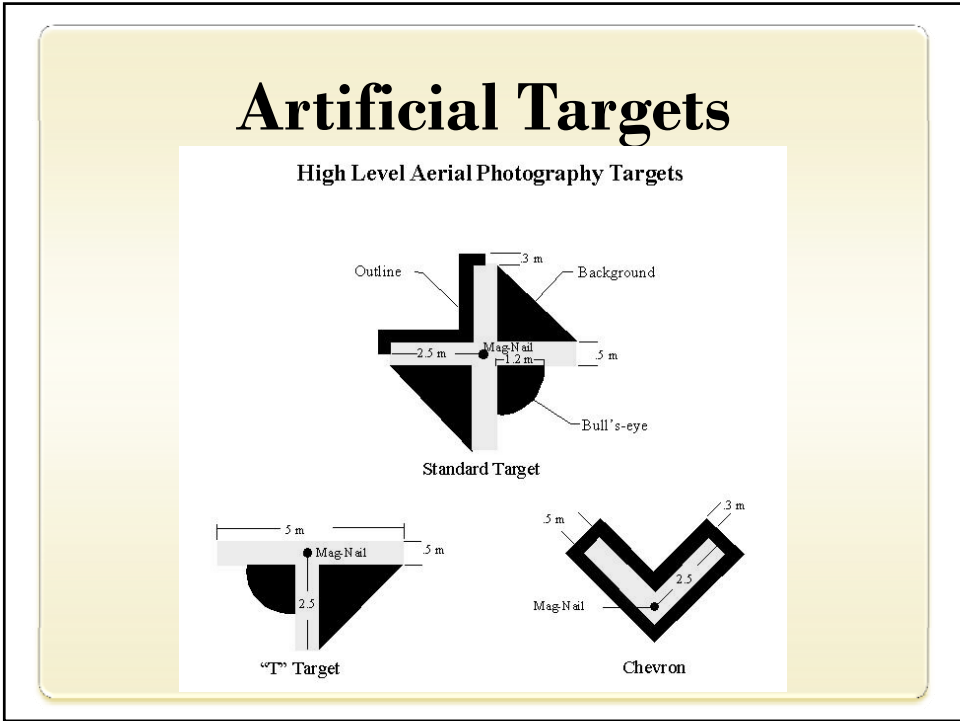 Artificial Targets
High Level Aerial Photography Targets
.3 m
Outline
Background
Mag-Nail
2.5 m
1.2 m
.5 m
Bull's-eye
Standard Target
5 m
.5 m
Mag-Nail
2.5
“T” Target
.5 m
.3 m
2.5
Mag-Nail
Chevron